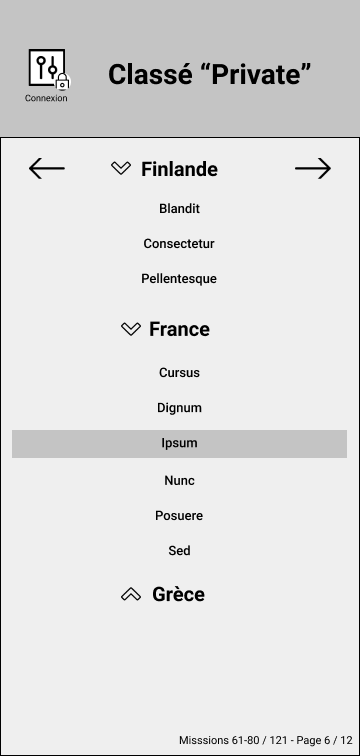 Connexion
Classé “Private”
Finlande
Blandit
Consectetur
Pellentesque
France
Cursus
Dignum
Ipsum
Nunc
Posuere
Sed
Grèce
Misssions 61-80 / 121 - Page 6 / 12